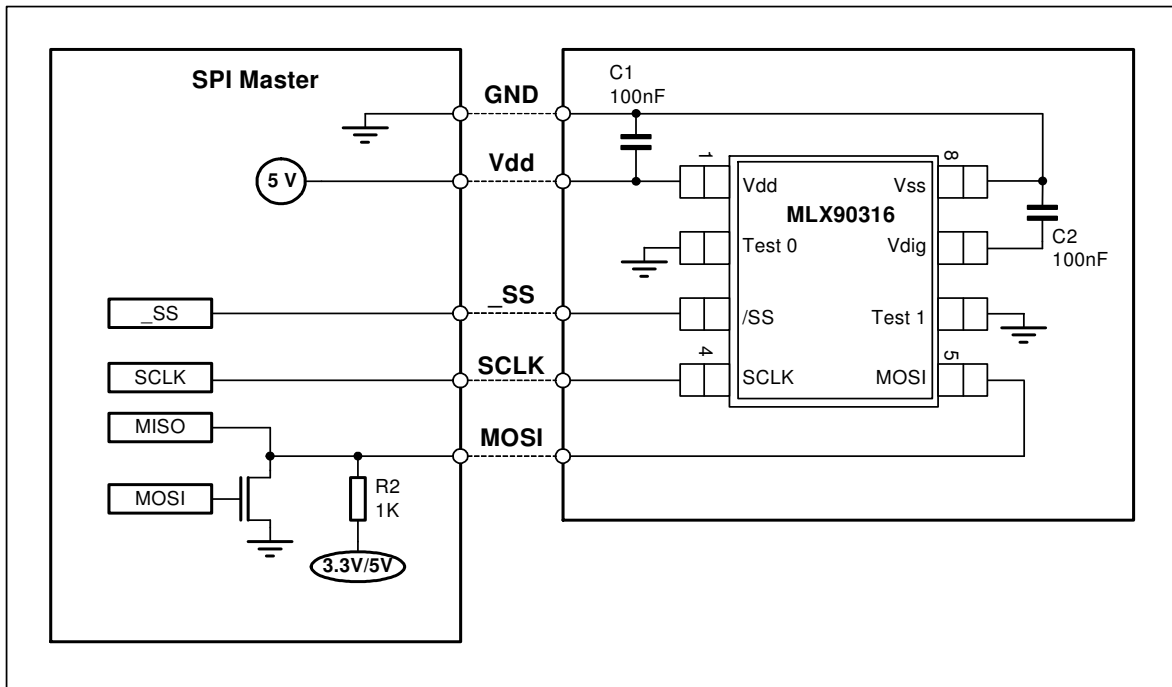 SPI Master
GND
Vdd
5 V
_SS
_SS
SCLK
SCLK
MISO
MOSI
MOSI
R2
1K
3.3V/5V
C1
100nF
1
8
Vdd
Vss
MLX90316
Test 0
Vdig
C2
100nF
/SS
Test 1
4
5
SCLK
MOSI